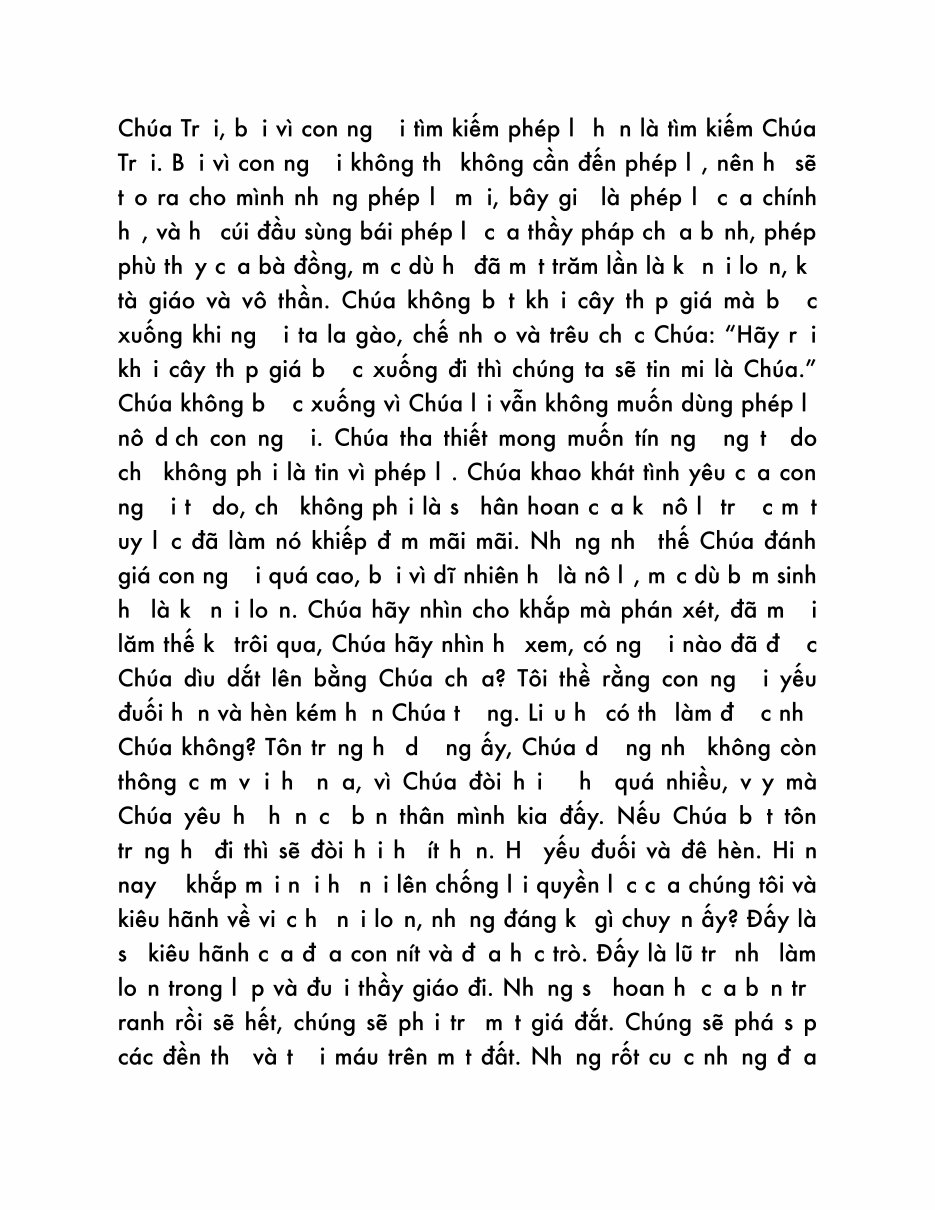 Chúa Tr i, b i vì con ng i tìm kiếm phép l h n là tìm kiếm Chúa
Tr i. B i vì con ng i không th không cần đến phép l , nên h sẽ
t o ra cho mình nh ng phép l m i, bây gi là phép l c a chính
h , và h cúi đầu sùng bái phép l c a thầy pháp ch a b nh, phép
phù th y c a bà đồng, m c dù h đã m t trăm lần là k n i lo n, k
tà giáo và vô thần. Chúa không b t kh i cây th p giá mà b c
xuống khi ng i ta la gào, chế nh o và trêu ch c Chúa: “Hãy r i
kh i cây th p giá b c xuống đi thì chúng ta sẽ tin mi là Chúa.”
Chúa không b c xuống vì Chúa l i vẫn không muốn dùng phép l
nô d ch con ng i. Chúa tha thiết mong muốn tín ng ng t do
ch không ph i là tin vì phép l . Chúa khao khát tình yêu c a con
ng i t do, ch không ph i là s hân hoan c a k nô l tr c m t
uy l c đã làm nó khiếp đ m mãi mãi. Nh ng nh thế Chúa đánh
giá con ng i quá cao, b i vì dĩ nhiên h là nô l , m c dù b m sinh
h là k n i lo n. Chúa hãy nhìn cho khắp mà phán xét, đã m i
lăm thế k trôi qua, Chúa hãy nhìn h xem, có ng i nào đã đ c
Chúa dìu dắt lên bằng Chúa ch a? Tôi thề rằng con ng i yếu
đuối h n và hèn kém h n Chúa t ng. Li u h có th làm đ c nh
Chúa không? Tôn tr ng h d ng ấy, Chúa d ng nh không còn
thông c m v i h n a, vì Chúa đòi h i h quá nhiều, v y mà
Chúa yêu h h n c b n thân mình kia đấy. Nếu Chúa b t tôn
tr ng h đi thì sẽ đòi h i h ít h n. H yếu đuối và đê hèn. Hi n
nay khắp m i n i h n i lên chống l i quyền l c c a chúng tôi và
kiêu hãnh về vi c h n i lo n, nh ng đáng k gì chuy n ấy? Đấy là
s kiêu hãnh c a đ a con nít và đ a h c trò. Đấy là lũ tr nh làm
lo n trong l p và đu i thầy giáo đi. Nh ng s hoan h c a b n tr
ranh rồi sẽ hết, chúng sẽ ph i tr m t giá đắt. Chúng sẽ phá s p
các đền th và t i máu trên m t đất. Nh ng rốt cu c nh ng đ a